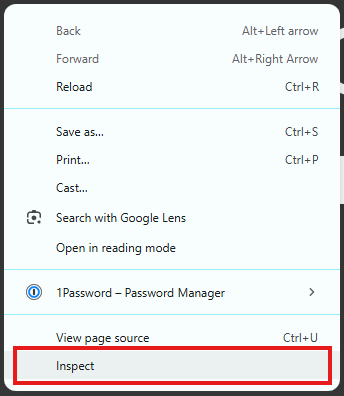 Back Alt+Left arrow
Forward Alt+Right Arrow
Reload Ctrl+R
Save as... Ctrl+S
Print... Ctrl+P
Cast...
Search with Google Lens
Open in reading mode
1Password – Password Manager
View page source Ctrl+U
Inspect